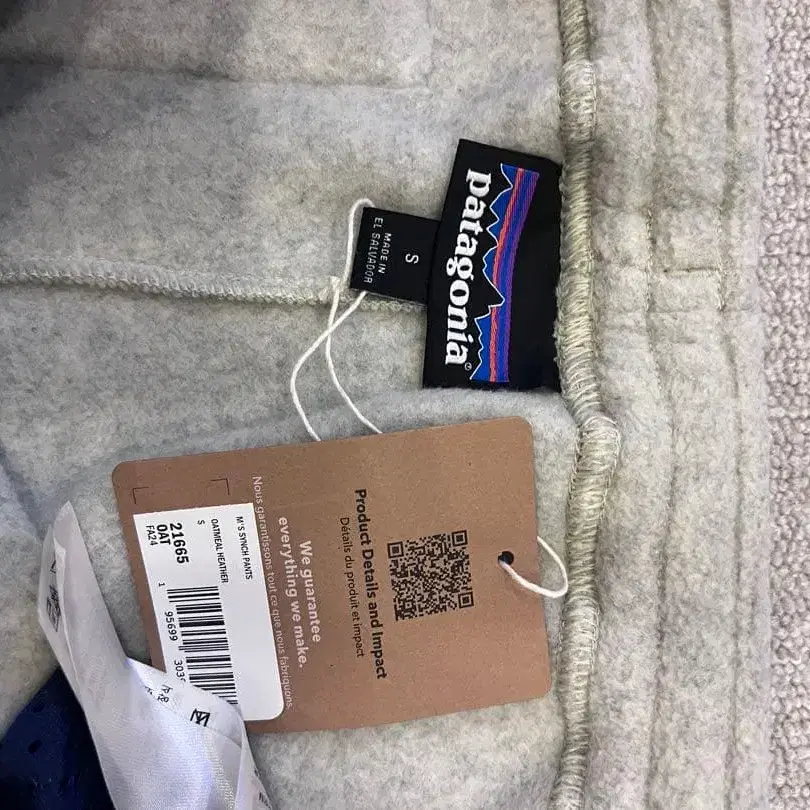 patagonia®
S
MADE IN
EL SALVADOR
Product Details and Impact
Détails du produit et impact
We guarantee
everything we make.
Nous garantissons tout ce que nous fabriquons.
M'S SYNCH PANTS
OATMEAL HEATHER
S
21665
OAT
FA24
1 95699 303